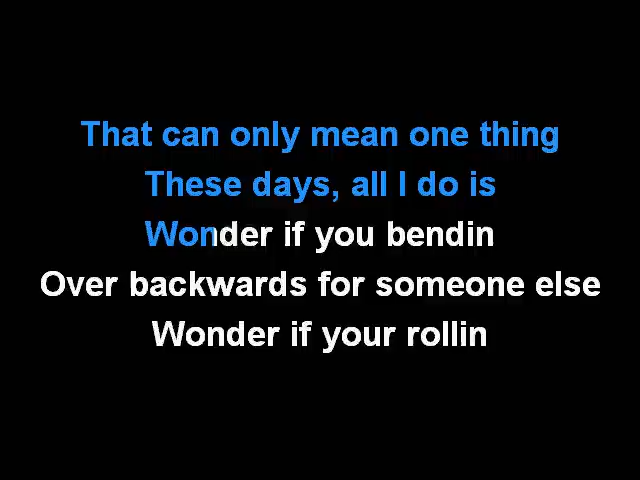 That can only mean one thing
These days, all I do is
Wonder if you bendin
Over backwards for someone else
Wonder if your rollin